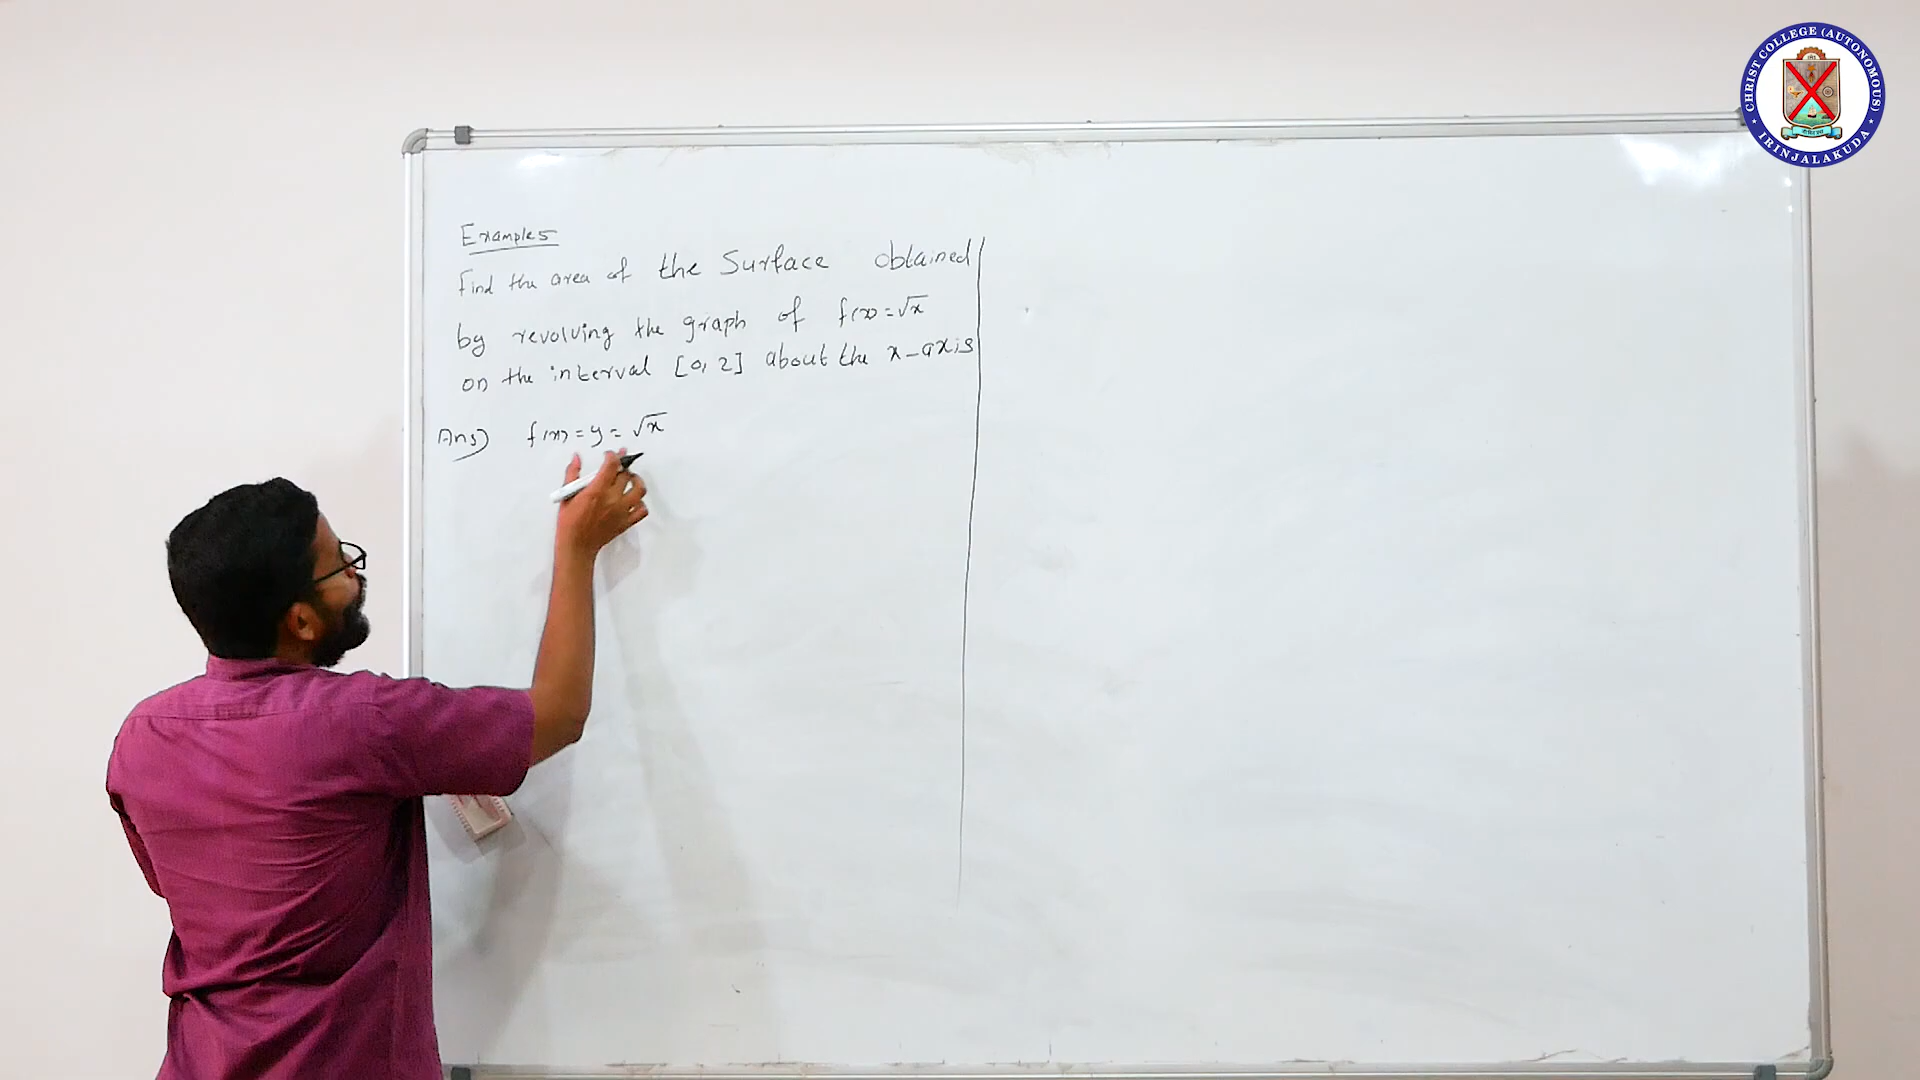 Examples
Find the area of the Surface obtained
by revolving the graph of f(x) = √x
on the interval [0, 2] about the x-axis
Ans) f(x) = y = √x
CHRIST COLLEGE (AUTONOMOUS)
IRINJALAKUDA